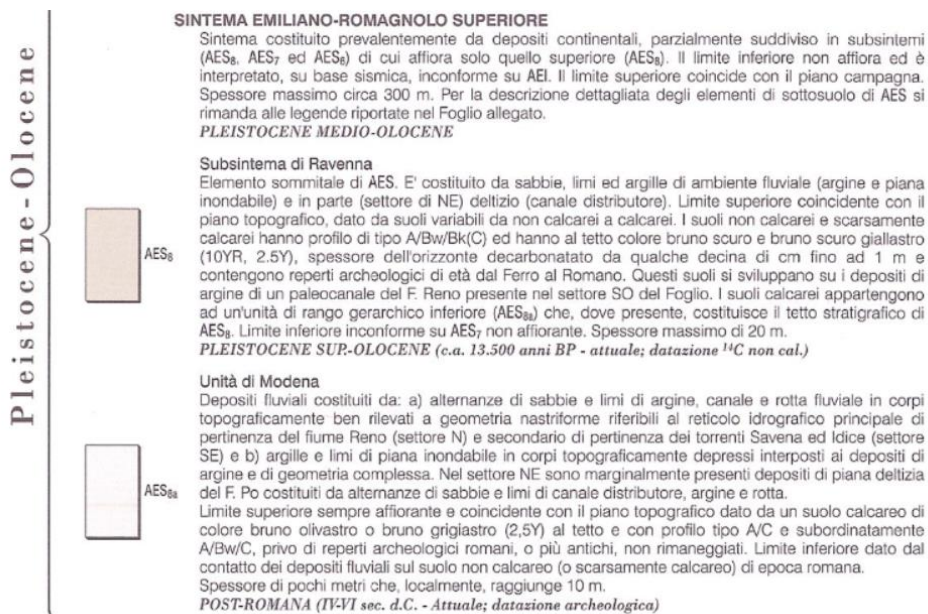 Pleistocene-Olocene
SINTEMA EMILIANO-ROMAGNOLO SUPERIORE
Sintema costituito prevalentemente da depositi continentali, parzialmente suddiviso in subsintemi
(AES₈, AES₇ ed AES₆) di cui affiora solo quello superiore (AES₈). Il limite inferiore non affiora ed è
interpretato, su base sismica, inconforme su AEI. Il limite superiore coincide con il piano campagna.
Spessore massimo circa 300 m. Per la descrizione dettagliata degli elementi di sottosuolo di AES si
rimanda alle legende riportate nel Foglio allegato.
PLEISTOCENE MEDIO-OLOCENE
Subsintema di Ravenna
Elemento sommitale di AES. E' costituito da sabbie, limi ed argille di ambiente fluviale (argine e piana
inondabile) e in parte (settore di NE) deltizio (canale distributore). Limite superiore coincidente con il
piano topografico, dato da suoli variabili da non calcarei a calcarei. I suoli non calcarei e scarsamente
calcarei hanno profilo di tipo A/Bw/Bk(C) ed hanno al tetto colore bruno scuro e bruno scuro giallastro
(10YR, 2.5Y), spessore dell'orizzonte decarbonatato da qualche decina di cm fino ad 1 m e
contengono reperti archeologici di età dal Ferro al Romano. Questi suoli si sviluppano su i depositi di
argine di un paleocanale del F. Reno presente nel settore SO del Foglio. I suoli calcarei appartengono
ad un'unità di rango gerarchico inferiore (AES₈ₐ) che, dove presente, costituisce il tetto stratigrafico di
AES₈. Limite inferiore inconforme su AES₇ non affiorante. Spessore massimo di 20 m.
PLEISTOCENE SUP.-OLOCENE (c.a. 13.500 anni BP - attuale; datazione ¹⁴C non cal.)
AES₈
Unità di Modena
Depositi fluviali costituiti da: a) alternanze di sabbie e limi di argine, canale e rotta fluviale in corpi
topograficamente ben rilevati a geometria nastriforme riferibili al reticolo idrografico principale di
pertinenza del fiume Reno (settore N) e secondario di pertinenza dei torrenti Savena ed Idice (settore
SE) e b) argille e limi di piana inondabile in corpi topograficamente depressi interposti ai depositi di
argine e di geometria complessa. Nel settore NE sono marginalmente presenti depositi di piana deltizia
del F. Po costituiti da alternanze di sabbie e limi di canale distributore, argine e rotta.
Limite superiore sempre affiorante e coincidente con il piano topografico dato da un suolo calcareo di
colore bruno olivastro o bruno grigiastro (2,5Y) al tetto e con profilo tipo A/C e subordinatamente
A/Bw/C, privo di reperti archeologici romani, o più antichi, non rimaneggiati. Limite inferiore dato dal
contatto dei depositi fluviali sul suolo non calcareo (o scarsamente calcareo) di epoca romana.
Spessore di pochi metri che, localmente, raggiunge 10 m.
POST-ROMANA (IV-VI sec. d.C. - Attuale; datazione archeologica)
AES₈ₐ